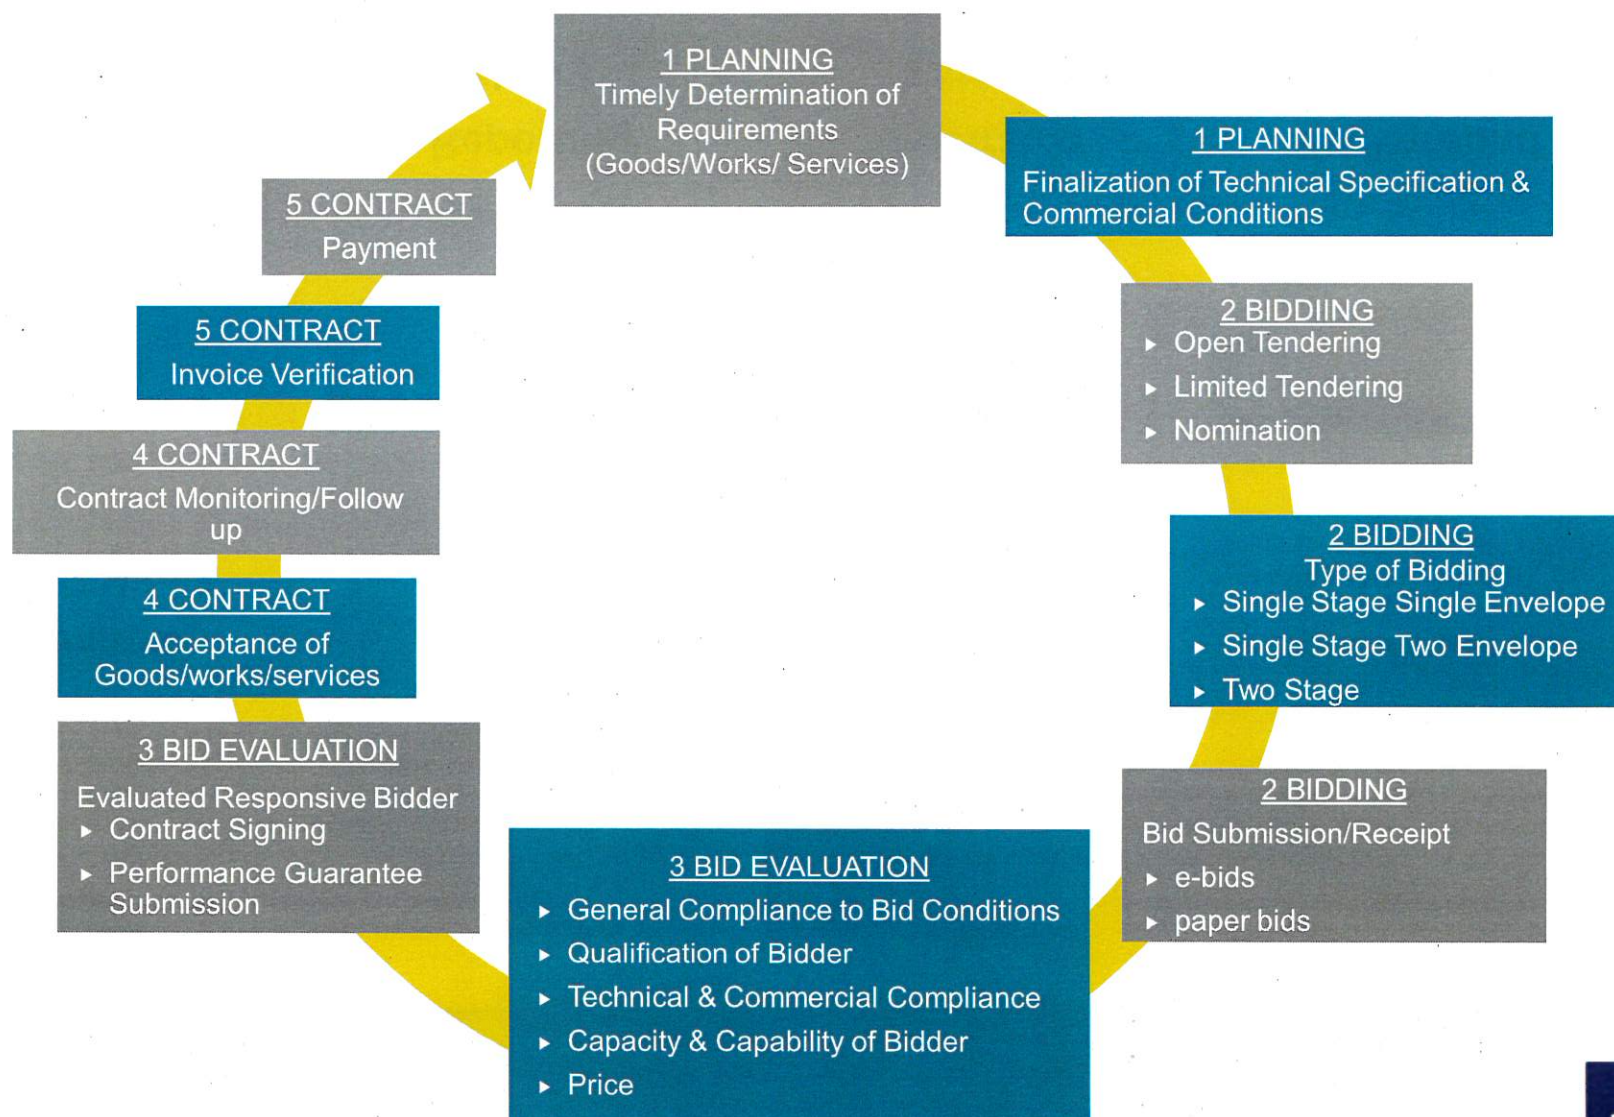 1 PLANNING
Timely Determination of
Requirements
(Goods/Works/ Services)
1 PLANNING
Finalization of Technical Specification &
Commercial Conditions
2 BIDDIING
▸ Open Tendering
▸ Limited Tendering
▸ Nomination
2 BIDDING
Type of Bidding
▸ Single Stage Single Envelope
▸ Single Stage Two Envelope
▸ Two Stage
2 BIDDING
Bid Submission/Receipt
▸ e-bids
▸ paper bids
3 BID EVALUATION
▸ General Compliance to Bid Conditions
▸ Qualification of Bidder
▸ Technical & Commercial Compliance
▸ Capacity & Capability of Bidder
▸ Price
3 BID EVALUATION
Evaluated Responsive Bidder
▸ Contract Signing
▸ Performance Guarantee
Submission
4 CONTRACT
Acceptance of
Goods/works/services
4 CONTRACT
Contract Monitoring/Follow
up
5 CONTRACT
Invoice Verification
5 CONTRACT
Payment